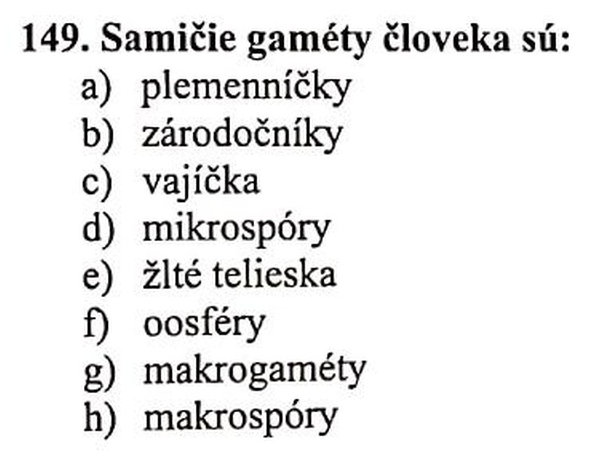 149. Samičie gaméty človeka sú:
a) plemenníčky
b) zárodočníky
c) vajíčka
d) mikrospóry
e) žlté telieska
f) oosféry
g) makrogaméty
h) makrospóry